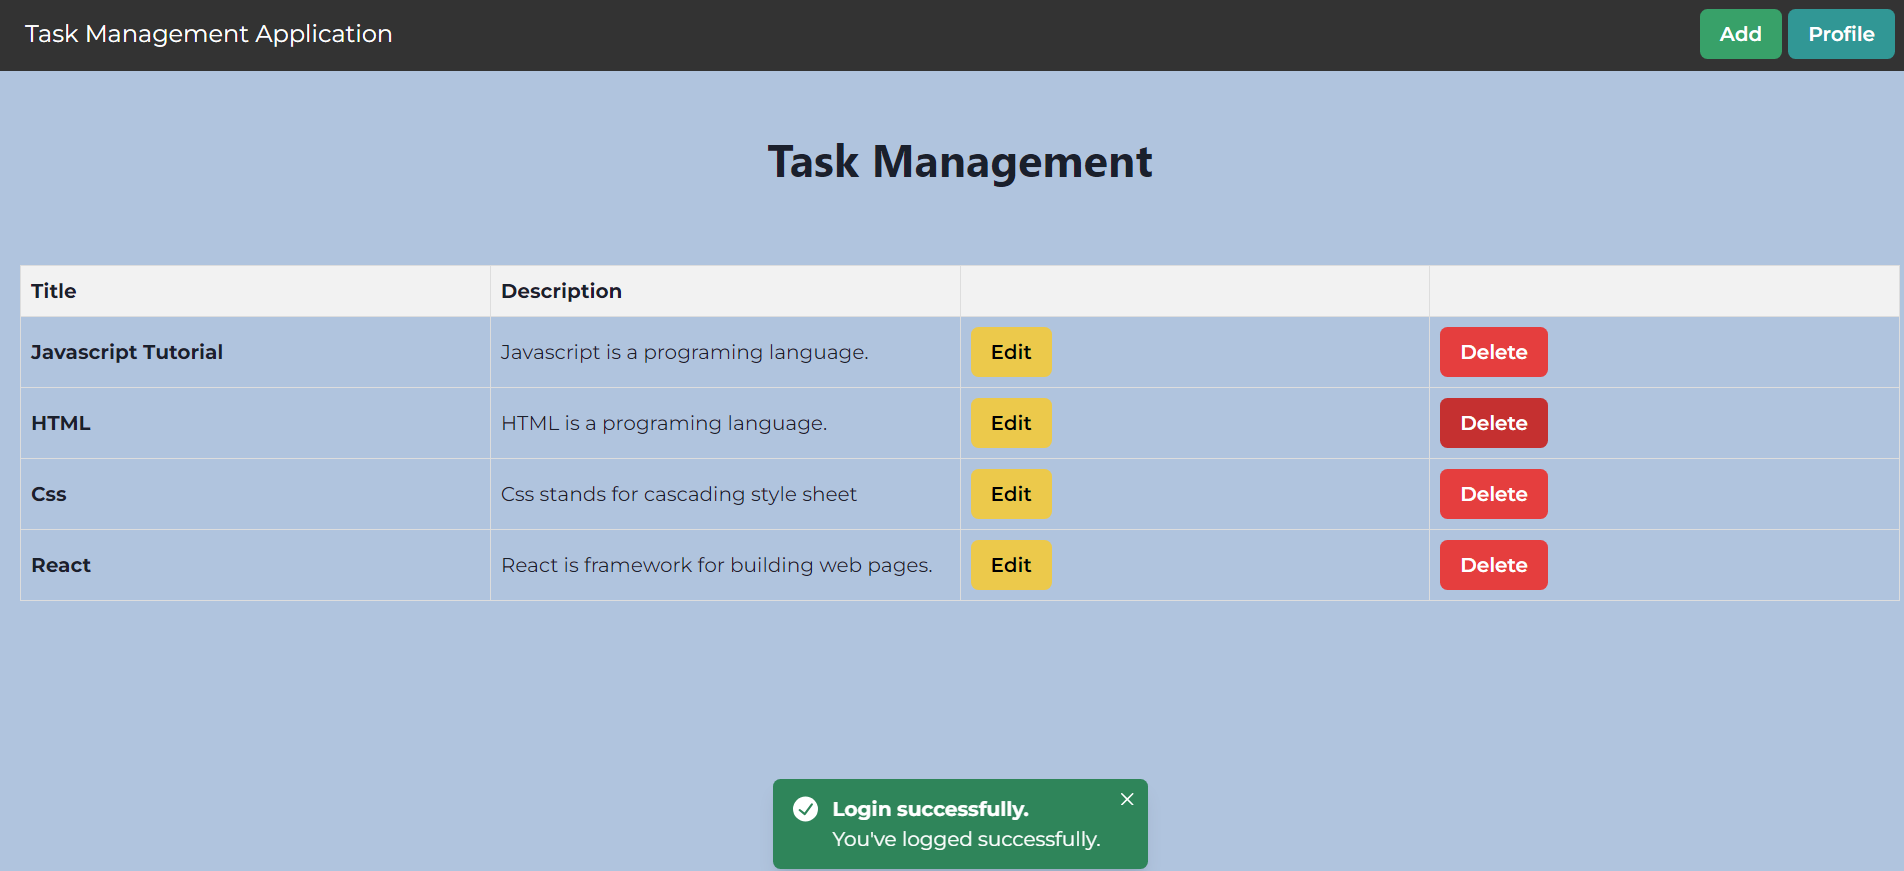 Task Management Application
Add
Profile
Task Management
Title
Description
Javascript Tutorial
Javascript is a programing language.
Edit
Delete
HTML
HTML is a programing language.
Edit
Delete
Css
Css stands for cascading style sheet
Edit
Delete
React
React is framework for building web pages.
Edit
Delete
Login successfully.
You've logged successfully.